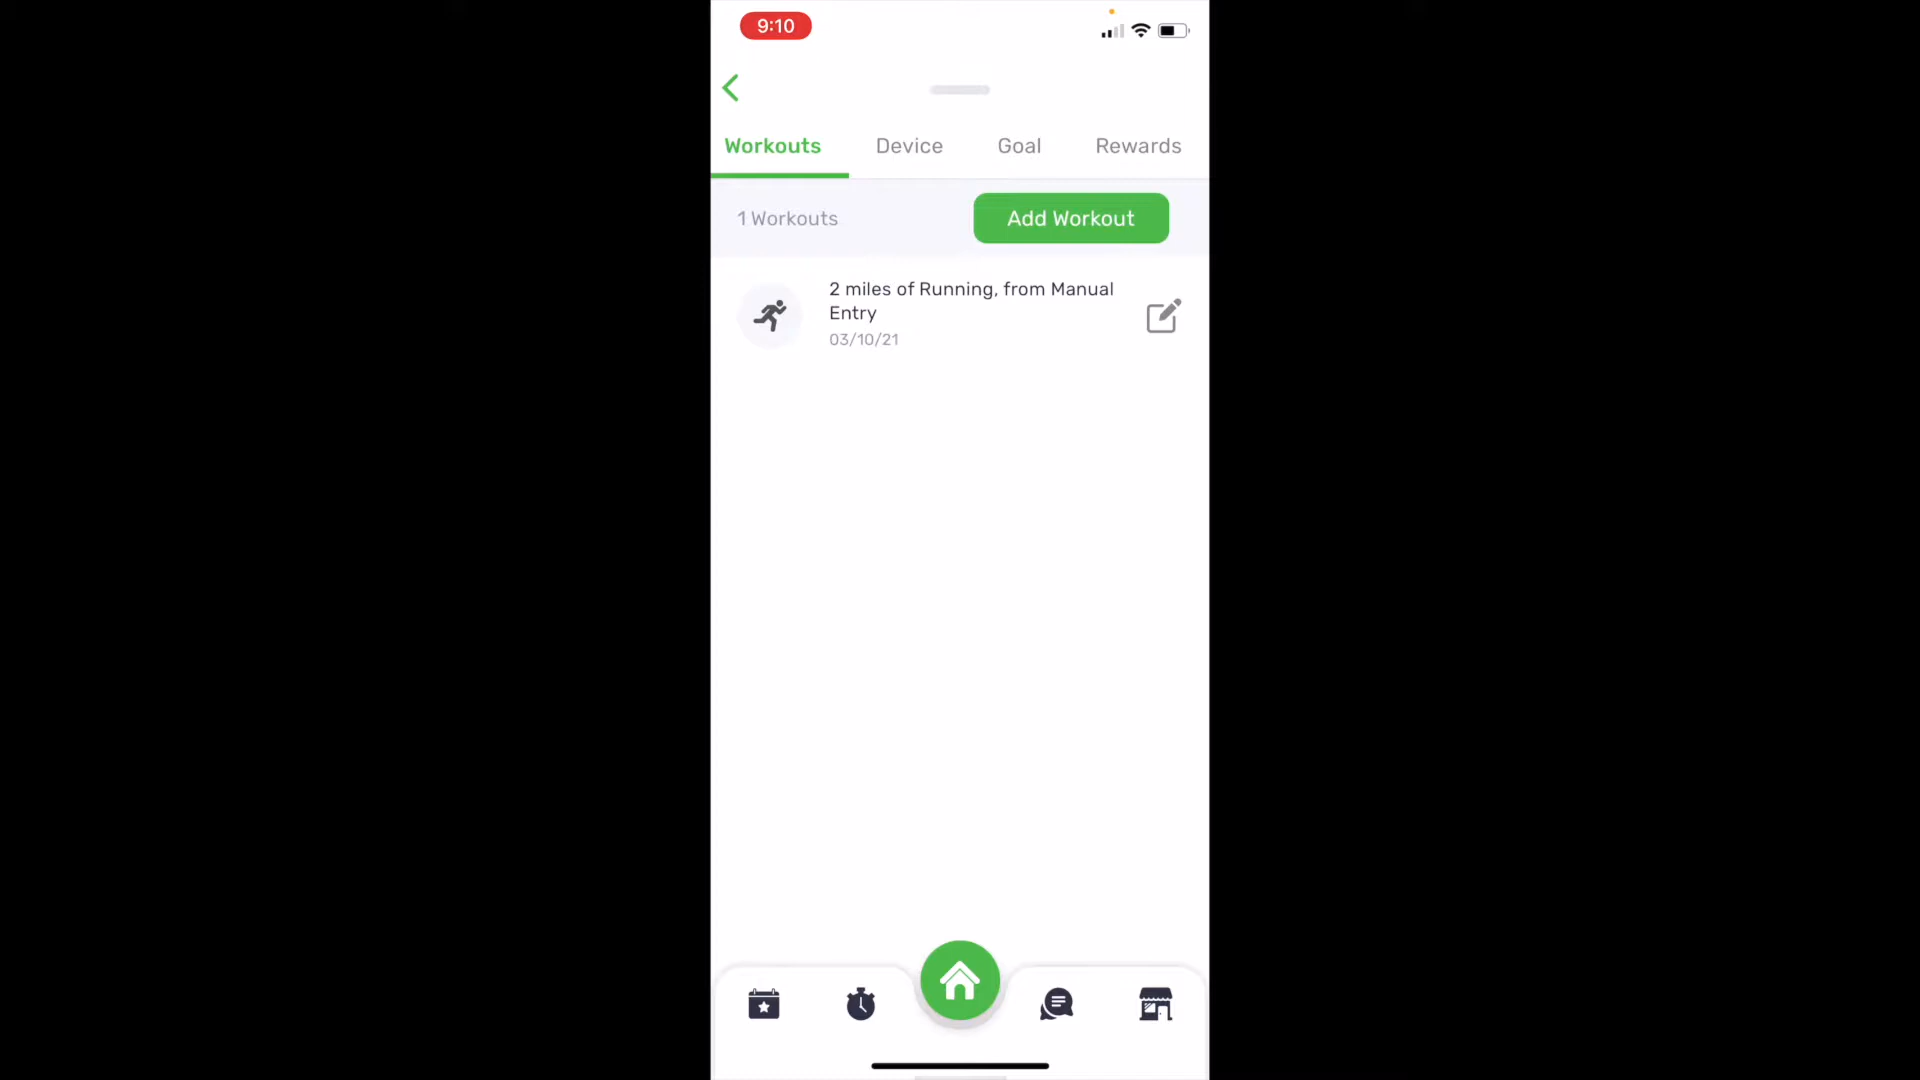 9:10
Workouts Device Goal Rewards
1 Workouts
Add Workout
2 miles of Running, from Manual
Entry
03/10/21